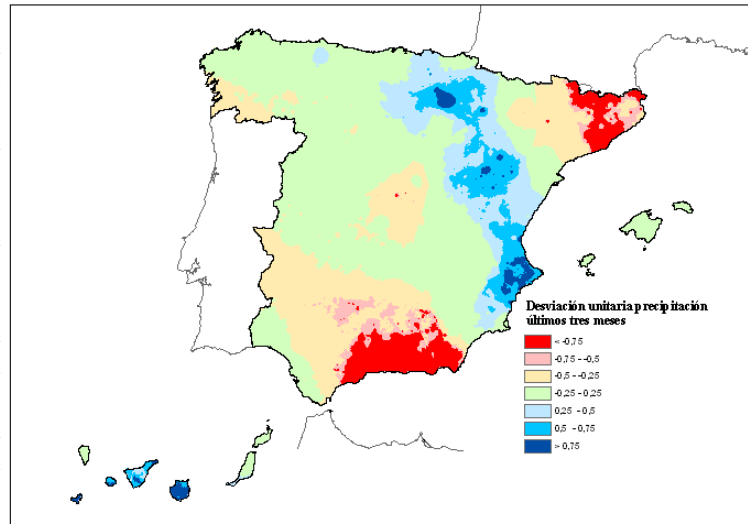 Desviación unitaria precipitación
últimos tres meses
< -0,75
-0,75 - -0,5
-0,5 - -0,25
-0,25 - 0,25
0,25 - 0,5
0,5 - 0,75
> 0,75